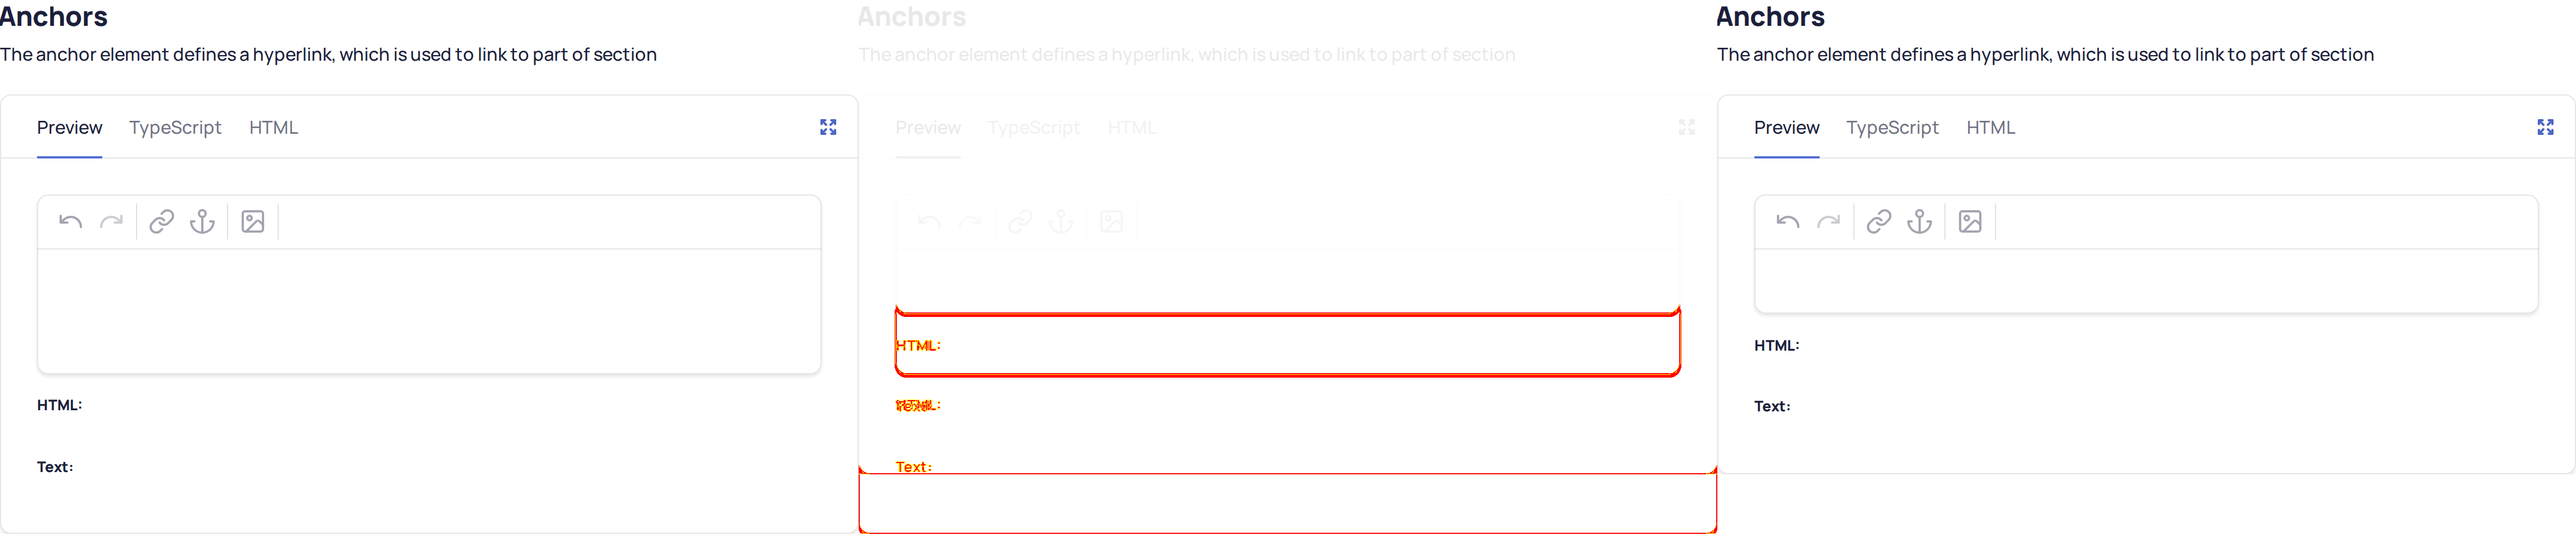 Anchors
The anchor element defines a hyperlink, which is used to link to part of section
Preview TypeScript HTML
HTML:
Text:
Anchors
The anchor element defines a hyperlink, which is used to link to part of section
Preview TypeScript HTML
HTML:
Text:
Anchors
The anchor element defines a hyperlink, which is used to link to part of section
Preview TypeScript HTML
HTML:
Text: